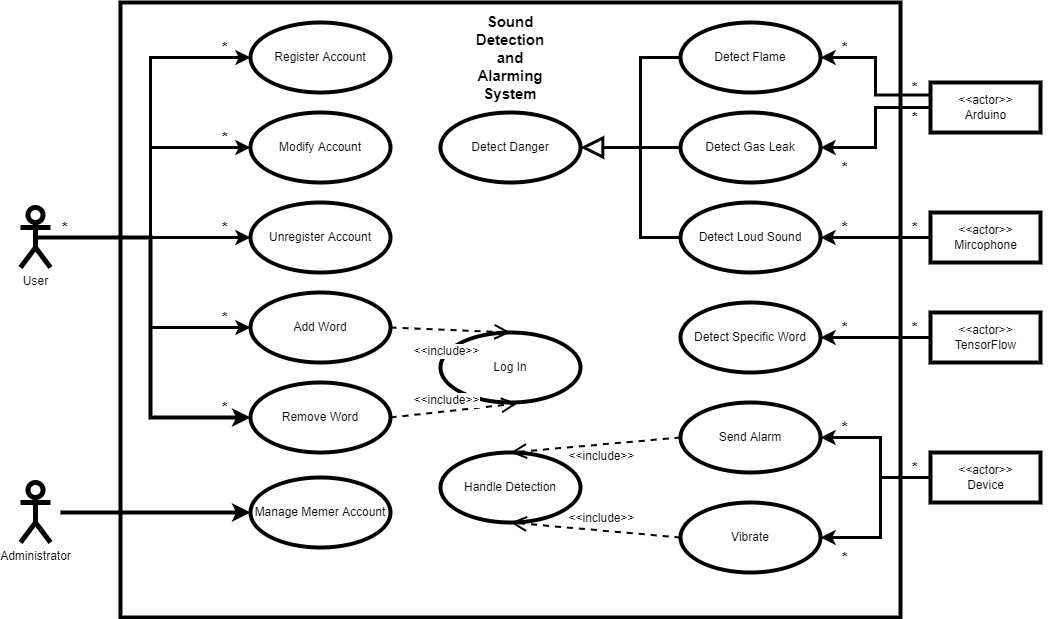 Sound
Detection
and
Alarming
System
*
Register Account
*
Modify Account
*
*
Unregister Account
User
*
Add Word
*
Remove Word
Manage Memer Account
Administrator
Detect Danger
<<include>>
Log In
<<include>>
Handle Detection
<<include>>
<<include>>
Detect Flame
*
*
<<actor>>
Arduino
*
Detect Gas Leak
*
Detect Loud Sound
*
*
<<actor>>
Mircophone
Detect Specific Word
*
*
<<actor>>
TensorFlow
Send Alarm
*
*
<<actor>>
Device
Vibrate
*